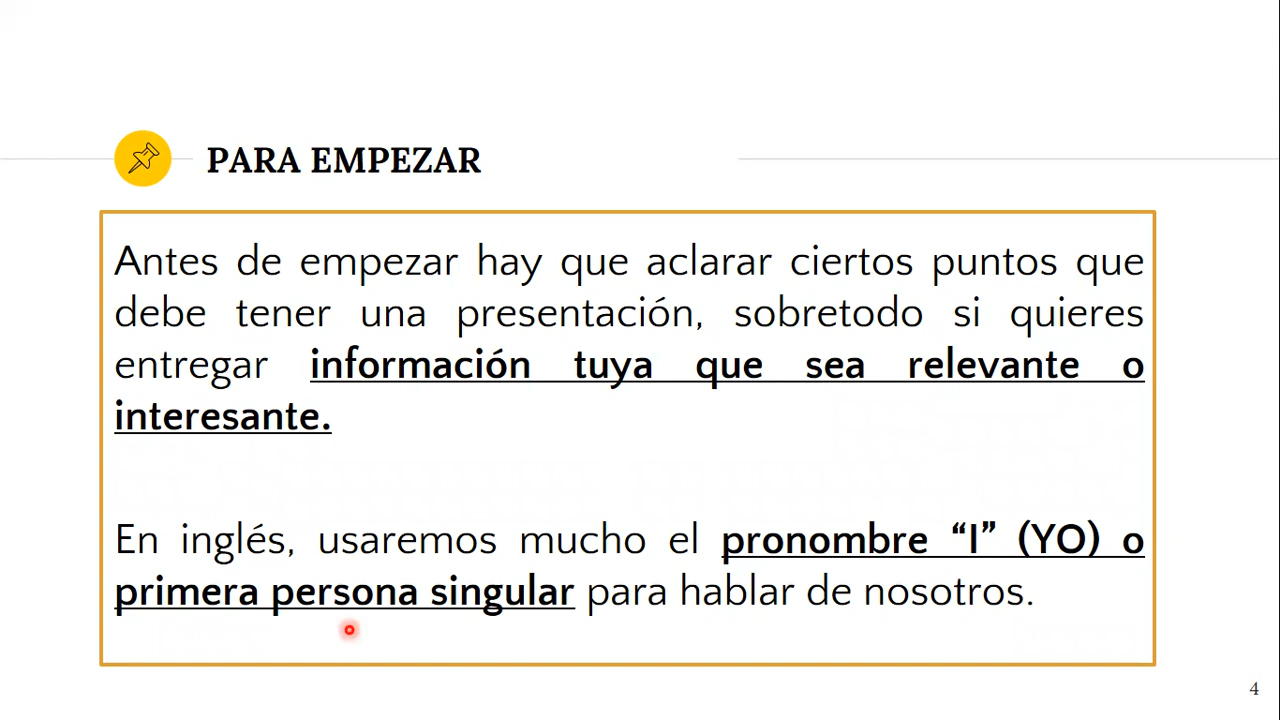 PARA EMPEZAR
Antes de empezar hay que aclarar ciertos puntos que
debe tener una presentación, sobretodo si quieres
entregar información tuya que sea relevante o
interesante.
En inglés, usaremos mucho el pronombre “I” (YO) o
primera persona singular para hablar de nosotros.
4